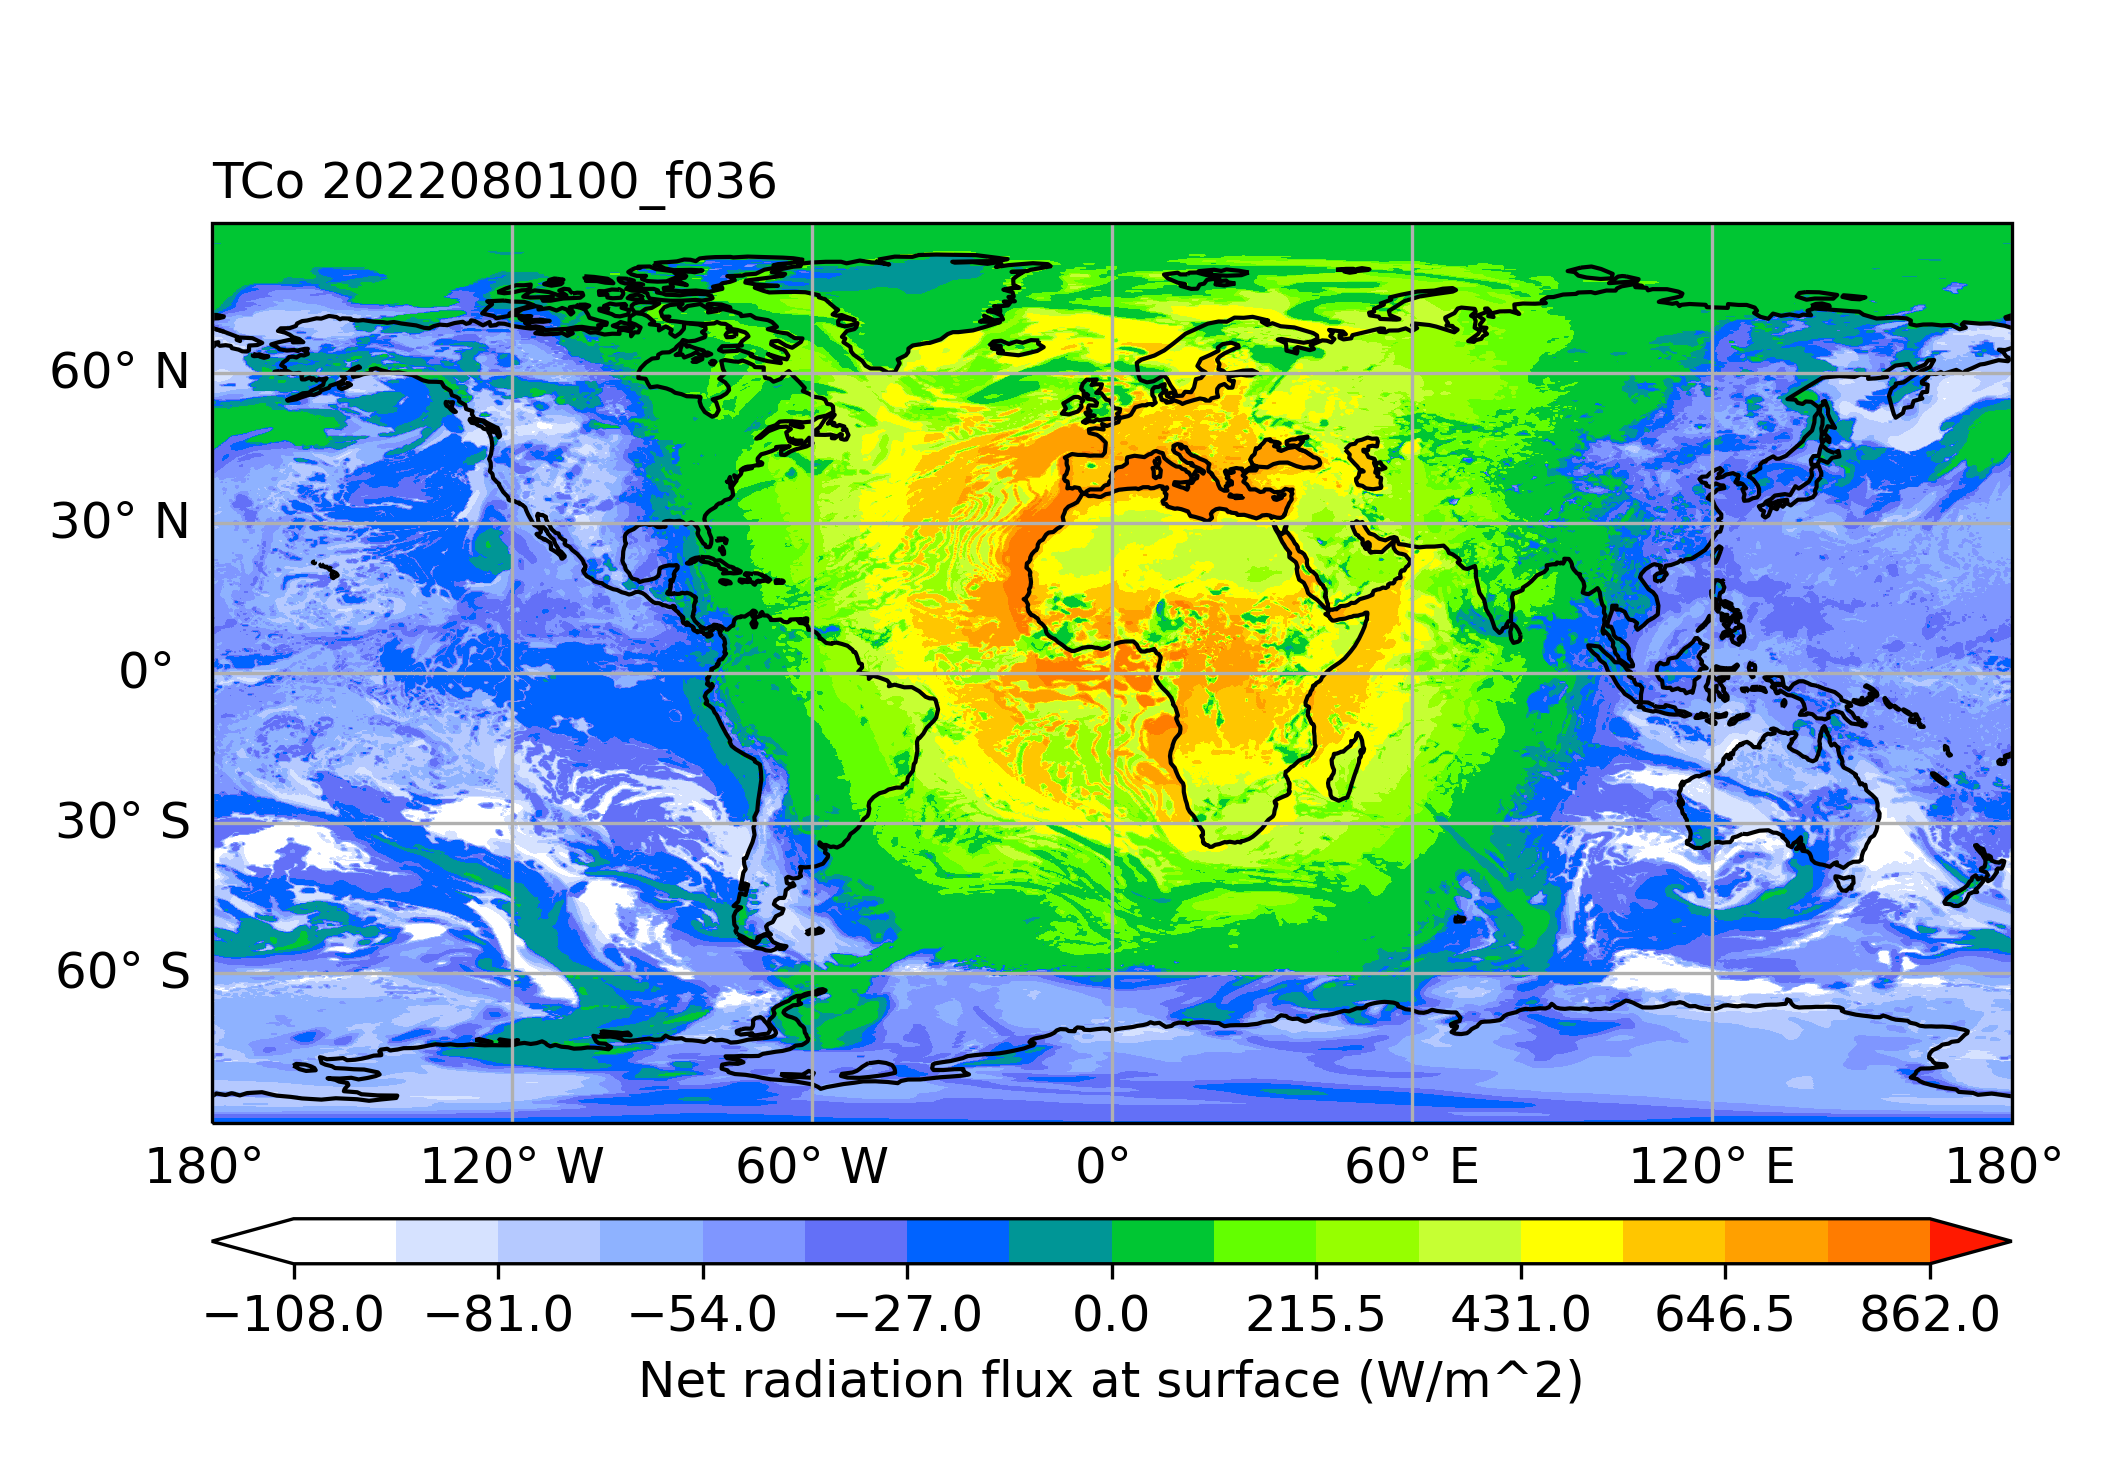 TCo 2022080100_f036
60° N
30° N
0°
30° S
60° S
180° 120° W 60° W 0° 60° E 120° E 180°
−108.0 −81.0 −54.0 −27.0 0.0 215.5 431.0 646.5 862.0
Net radiation flux at surface (W/m^2)